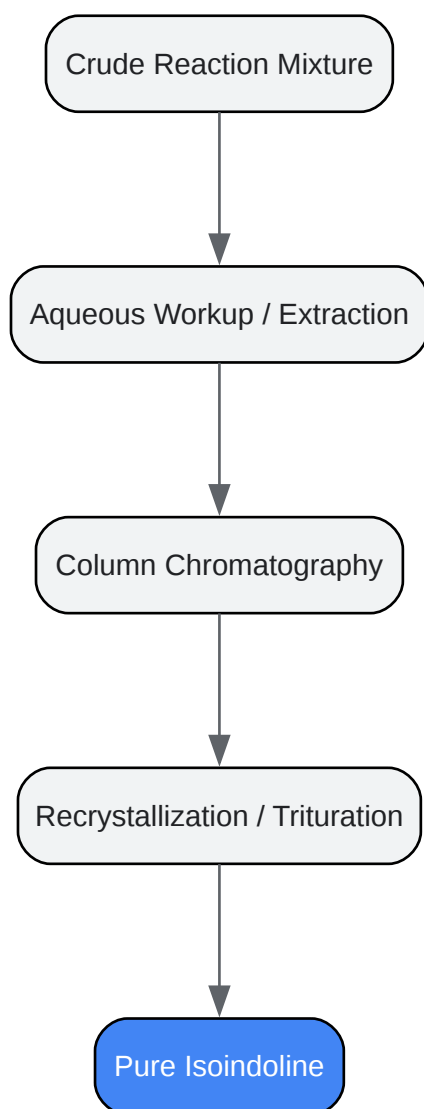 Crude Reaction Mixture
Aqueous Workup / Extraction
Column Chromatography
Recrystallization / Trituration
Pure Isoindoline